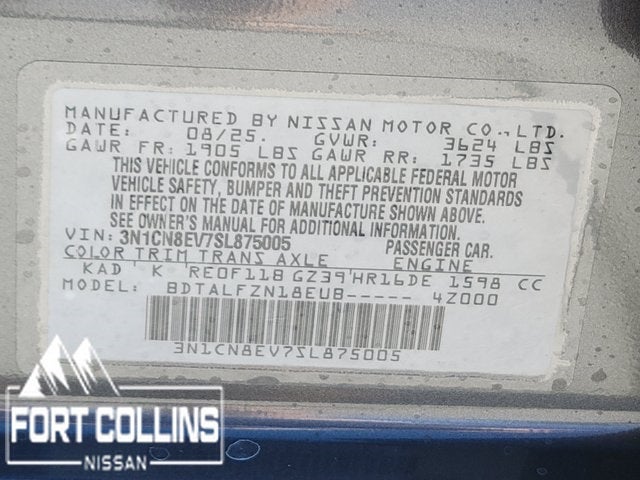 MANUFACTURED BY NISSAN MOTOR CO., LTD.
DATE: 08/25. GVWR: 3624 LBS
GAWR FR: 1905 LBS GAWR RR: 1735 LBS
THIS VEHICLE CONFORMS TO ALL APPLICABLE FEDERAL MOTOR
VEHICLE SAFETY, BUMPER AND THEFT PREVENTION STANDARDS
IN EFFECT ON THE DATE OF MANUFACTURE SHOWN ABOVE.
SEE OWNER'S MANUAL FOR ADDITIONAL INFORMATION.
VIN: 3N1CN8EV7SL875005 PASSENGER CAR.
COLOR TRIM TRANS AXLE ENGINE
KAD K RE0F11B GZ39 HR16DE 1598 CC
MODEL: BDTALFZN18EUB----- 4Z000
3N1CN8EV7SL875005
FORT COLLINS
NISSAN